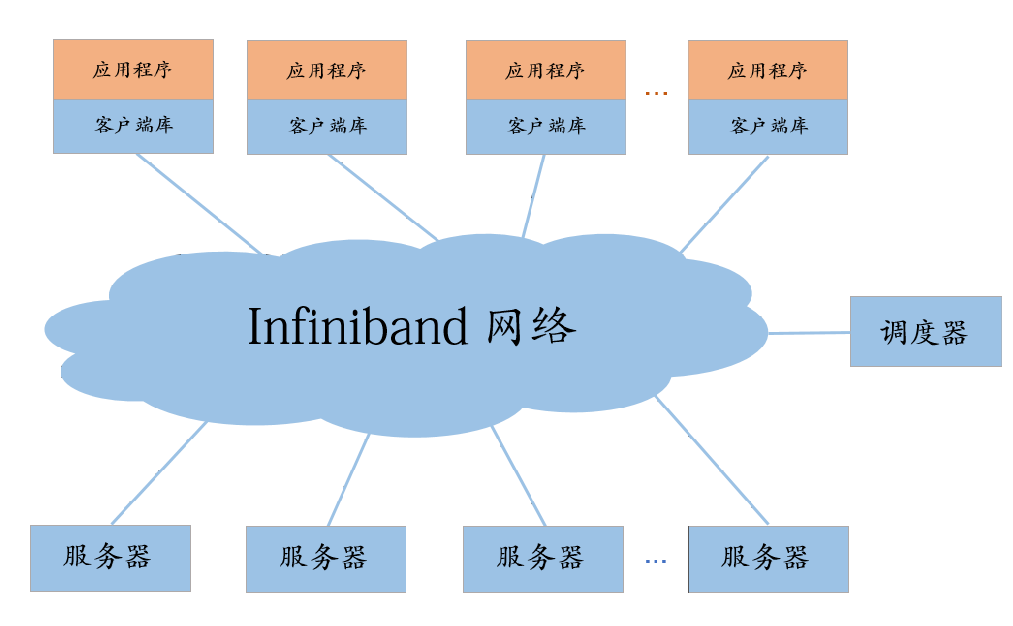 应用程序
应用程序
应用程序
...
应用程序
客户端库
客户端库
客户端库
客户端库
Infiniband 网络
调度器
服务器
服务器
服务器
...
服务器